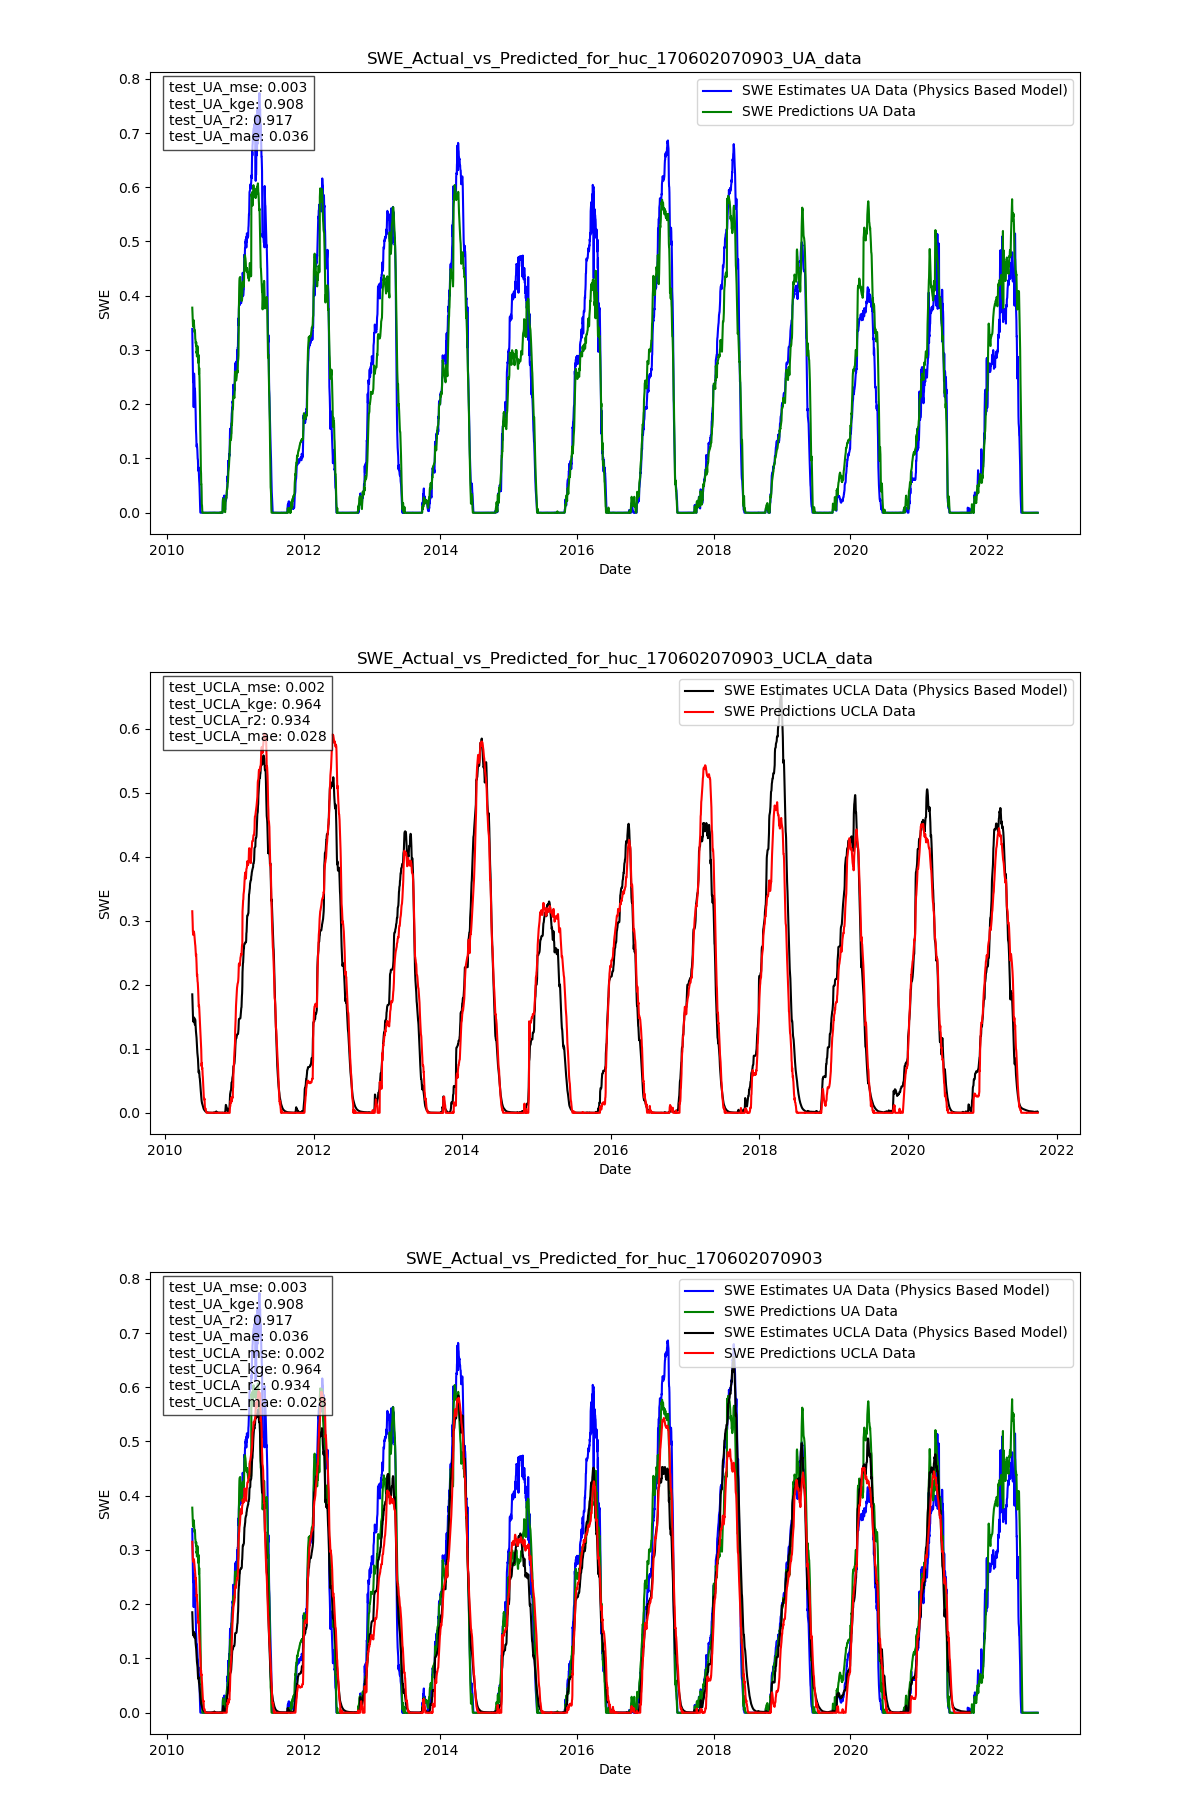 SWE_Actual_vs_Predicted_for_huc_170602070903_UA_data
test_UA_mse: 0.003
test_UA_kge: 0.908
test_UA_r2: 0.917
test_UA_mae: 0.036
SWE Estimates UA Data (Physics Based Model)
SWE Predictions UA Data
0.8
0.7
0.6
0.5
0.4
0.3
0.2
0.1
0.0
SWE
2010 2012 2014 2016 2018 2020 2022
Date
SWE_Actual_vs_Predicted_for_huc_170602070903_UCLA_data
test_UCLA_mse: 0.002
test_UCLA_kge: 0.964
test_UCLA_r2: 0.934
test_UCLA_mae: 0.028
SWE Estimates UCLA Data (Physics Based Model)
SWE Predictions UCLA Data
0.6
0.5
0.4
0.3
0.2
0.1
0.0
SWE
2010 2012 2014 2016 2018 2020 2022
Date
SWE_Actual_vs_Predicted_for_huc_170602070903
test_UA_mse: 0.003
test_UA_kge: 0.908
test_UA_r2: 0.917
test_UA_mae: 0.036
test_UCLA_mse: 0.002
test_UCLA_kge: 0.964
test_UCLA_r2: 0.934
test_UCLA_mae: 0.028
SWE Estimates UA Data (Physics Based Model)
SWE Predictions UA Data
SWE Estimates UCLA Data (Physics Based Model)
SWE Predictions UCLA Data
0.8
0.7
0.6
0.5
0.4
0.3
0.2
0.1
0.0
SWE
2010 2012 2014 2016 2018 2020 2022
Date